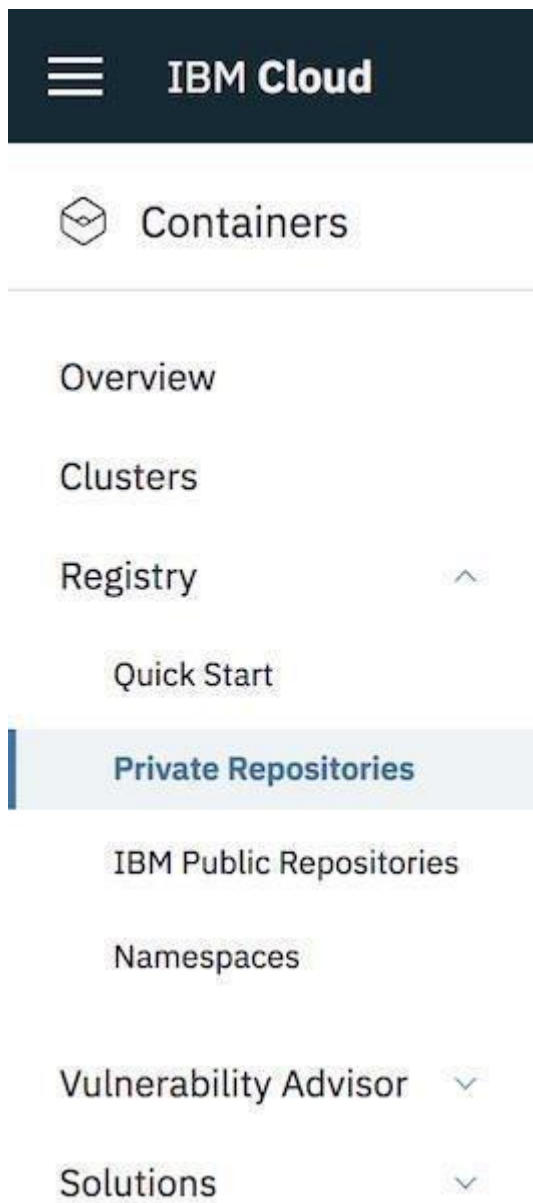 IBM Cloud
Containers
Overview
Clusters
Registry
Quick Start
Private Repositories
IBM Public Repositories
Namespaces
Vulnerability Advisor
Solutions